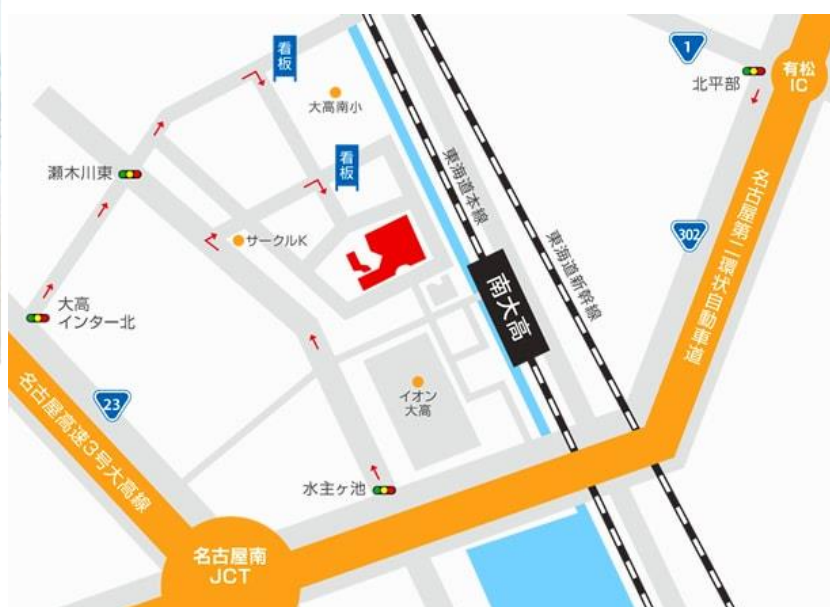 看板
1
有松
IC
北平部
大高南小
瀬木川東
看板
東海道本線
名古屋第二環状自動車道
302
サークルK
東海道新幹線
南大高
大高
インター北
イオン
大高
23
名古屋高速3号大高線
水主ヶ池
名古屋南
JCT